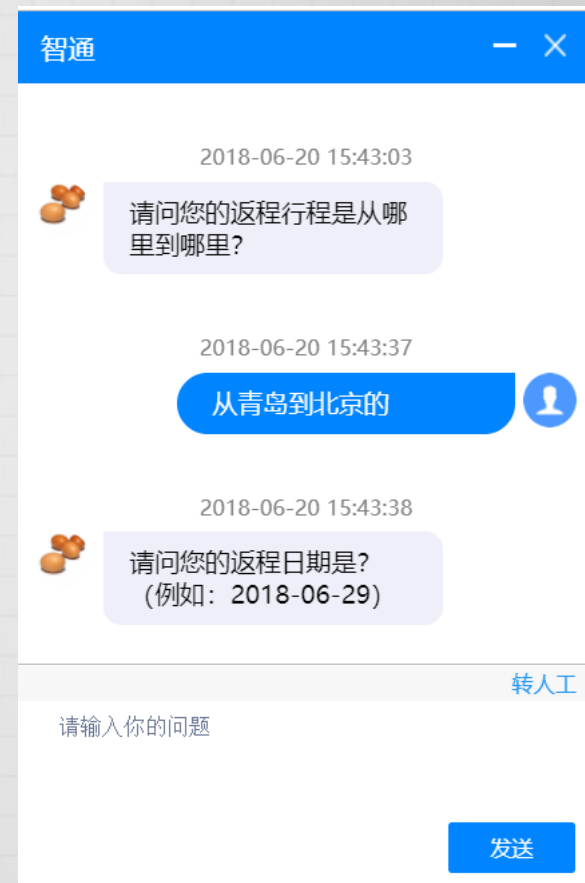 智通
2018-06-20 15:43:03
请问您的返程行程是从哪
里到哪里?
2018-06-20 15:43:37
从青岛到北京的
2018-06-20 15:43:38
请问您的返程日期是?
（例如：2018-06-29）
转人工
请输入你的问题
发送